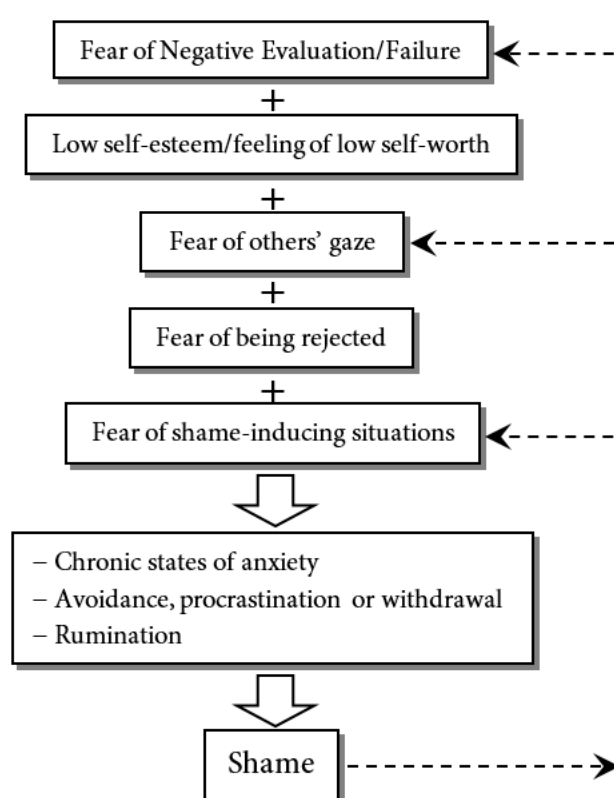 Fear of Negative Evaluation/Failure
+
Low self-esteem/feeling of low self-worth
+
Fear of others’ gaze
+
Fear of being rejected
+
Fear of shame-inducing situations
– Chronic states of anxiety
– Avoidance, procrastination or withdrawal
– Rumination
Shame